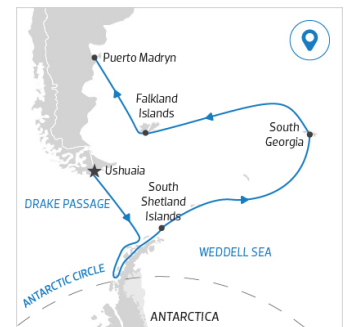 Puerto Madryn
Falkland
Islands
South
Georgia
Ushuaia
South
Shetland
Islands
DRAKE PASSAGE
WEDDELL SEA
ANTARCTIC CIRCLE
ANTARCTICA